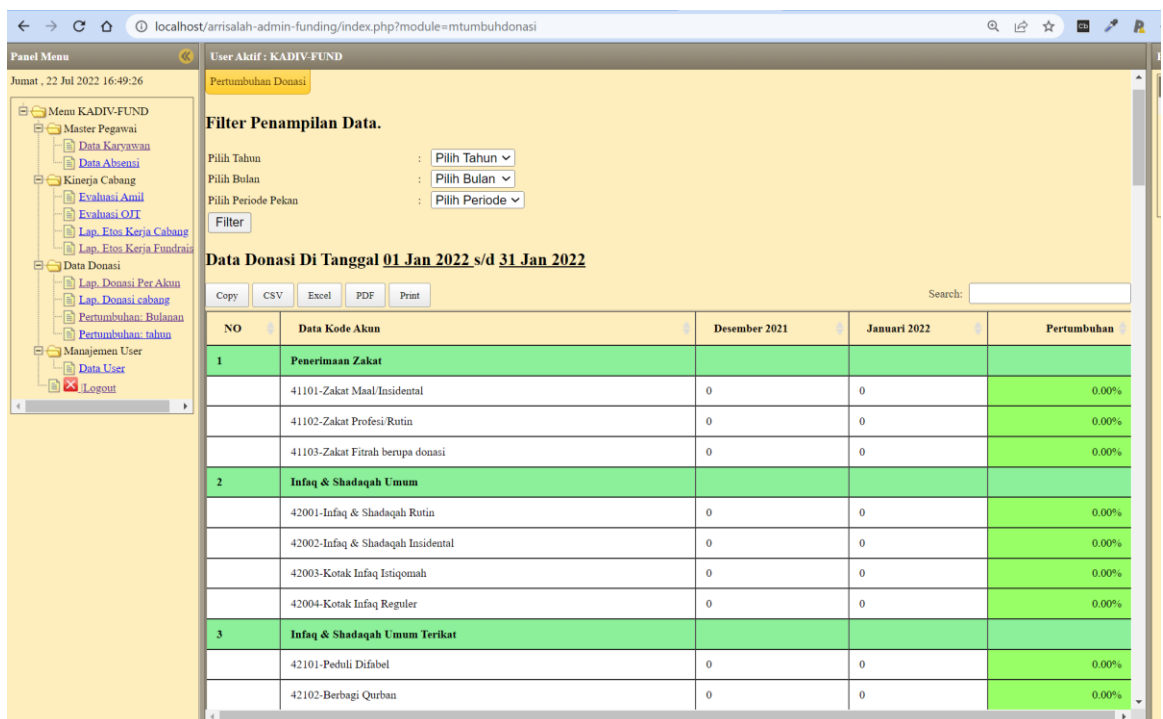 localhost/arrisalah-admin-funding/index.php?module=mtumbuhdonasi
Cb
Panel Menu
Jumat , 22 Jul 2022 16:49:26
Menu KADIV-FUND
Master Pegawai
Data Karyawan
Data Absensi
Kinerja Cabang
Evaluasi Amil
Evaluasi OJT
Lap. Etos Kerja Cabang
Lap. Etos Kerja Fundrais
Data Donasi
Lap. Donasi Per Akun
Lap. Donasi cabang
Pertumbuhan: Bulanan
Pertumbuhan: tahun
Manajemen User
Data User
/Logout
User Aktif : KADIV-FUND
Pertumbuhan Donasi
Filter Penampilan Data.
Pilih Tahun : Pilih Tahun
Pilih Bulan : Pilih Bulan
Pilih Periode Pekan : Pilih Periode
Filter
Data Donasi Di Tanggal 01 Jan 2022 s/d 31 Jan 2022
Copy CSV Excel PDF Print Search:
NO Data Kode Akun Desember 2021 Januari 2022 Pertumbuhan
1 Penerimaan Zakat
41101-Zakat Maal/Insidental 0 0 0.00%
41102-Zakat Profesi/Rutin 0 0 0.00%
41103-Zakat Fitrah berupa donasi 0 0 0.00%
2 Infaq & Shadaqah Umum
42001-Infaq & Shadaqah Rutin 0 0 0.00%
42002-Infaq & Shadaqah Insidental 0 0 0.00%
42003-Kotak Infaq Istiqomah 0 0 0.00%
42004-Kotak Infaq Reguler 0 0 0.00%
3 Infaq & Shadaqah Umum Terikat
42101-Peduli Difabel 0 0 0.00%
42102-Berbagi Qurban 0 0 0.00%